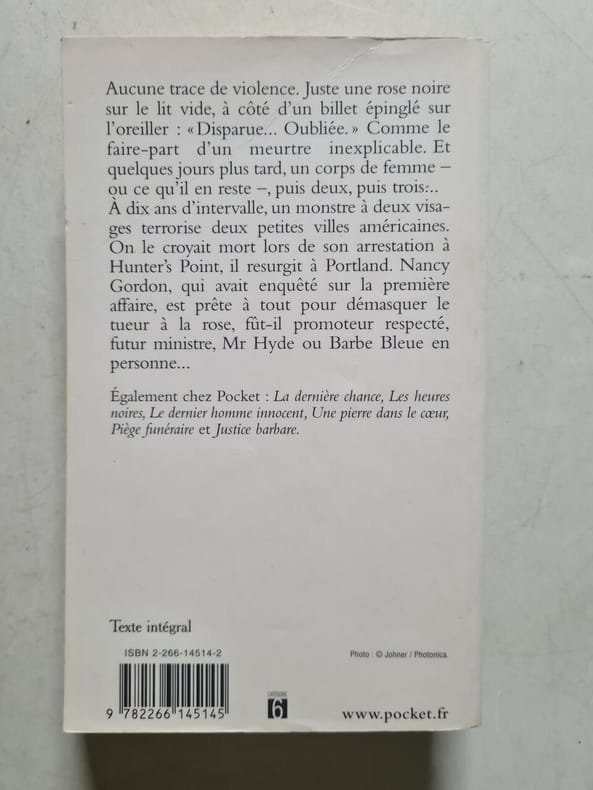 Aucune trace de violence. Juste une rose noire
sur le lit vide, à côté d'un billet épinglé sur
l'oreiller : « Disparue... Oubliée. » Comme le
faire-part d'un meurtre inexplicable. Et
quelques jours plus tard, un corps de femme –
ou ce qu'il en reste –, puis deux, puis trois...
À dix ans d'intervalle, un monstre à deux visa-
ges terrorise deux petites villes américaines.
On le croyait mort lors de son arrestation à
Hunter's Point, il resurgit à Portland. Nancy
Gordon, qui avait enquêté sur la première
affaire, est prête à tout pour démasquer le
tueur à la rose, fût-il promoteur respecté,
futur ministre, Mr Hyde ou Barbe Bleue en
personne...
Également chez Pocket : La dernière chance, Les heures
noires, Le dernier homme innocent, Une pierre dans le cœur,
Piège funéraire et Justice barbare.
Texte intégral
ISBN 2-266-14514-2
Photo : © Johner / Photonica.
9 782266 145145
CATÉGORIE
6
www.pocket.fr